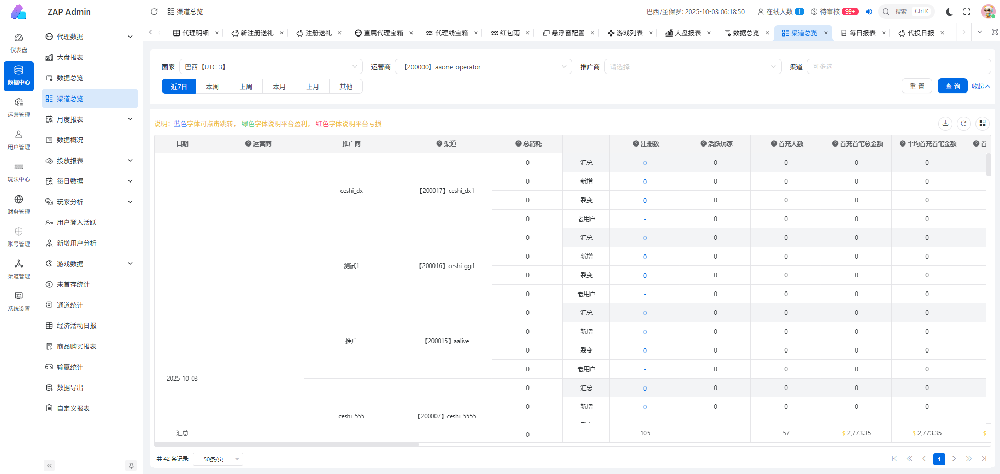 ZAP Admin
渠道总览
巴西/圣保罗: 2025-10-03 06:18:50
在线人数 1
待审核 99+
搜索 Ctrl K
代理明细
新注册送礼
注册送礼
直属代理宝箱
代理线宝箱
红包雨
悬浮窗配置
游戏列表
大盘报表
数据总览
渠道总览
每日报表
代投日报
仪表盘
数据中心
运营管理
用户管理
玩法中心
财务管理
账号管理
渠道管理
系统设置
代理数据
大盘报表
数据总览
渠道总览
月度报表
数据概况
投放报表
每日数据
玩家分析
用户登入活跃
新增用户分析
游戏数据
未首存统计
通道统计
经济活动日报
商品购买报表
输赢统计
数据导出
自定义报表
国家 巴西【UTC-3】 运营商 【200000】aaone_operator 推广商 请选择 渠道 可多选
近7日 本周 上周 本月 上月 其他 重 置 查 询 收起
说明: 蓝色字体可点击跳转, 绿色字体说明平台盈利, 红色字体说明平台亏损
日期 运营商 推广商 渠道 总消耗 注册数 活跃玩家 首充人数 首充首笔总金额 平均首充首笔金额 首
2025-10-03
ceshi_dx 【200017】ceshi_dx1
0 汇总 0 0 0 0 0
0 新增 0 0 0 0 0
0 裂变 0 0 0 0 0
0 老用户 - 0 0 0 0
测试1 【200016】ceshi_gg1
0 汇总 0 0 0 0 0
0 新增 0 0 0 0 0
0 裂变 0 0 0 0 0
0 老用户 - 0 0 0 0
推广 【200015】aalive
0 汇总 0 0 0 0 0
0 新增 0 0 0 0 0
0 裂变 0 0 0 0 0
0 老用户 - 0 0 0 0
ceshi_555 【200007】ceshi_5555
0 汇总 0 0 0 0 0
0 新增 0 0 0 0 0
汇总 0 105 57 $ 2,773.35 $ 2,773.35 $
共 42 条记录 50条/页 1